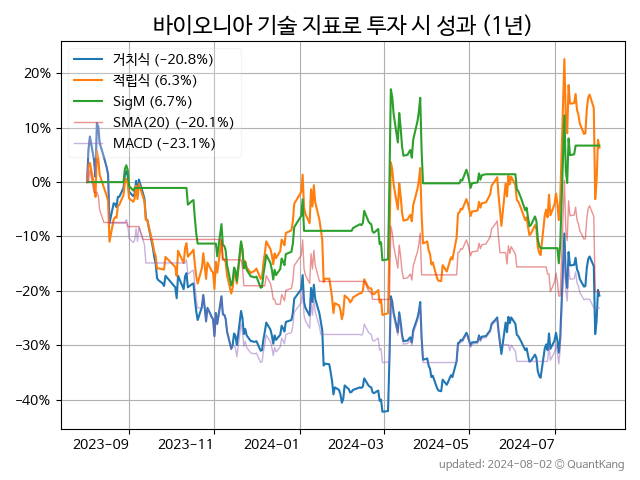 바이오니아 기술 지표로 투자 시 성과 (1년)
거치식 (-20.8%)
적립식 (6.3%)
SigM (6.7%)
SMA(20) (-20.1%)
MACD (-23.1%)
20%
10%
0%
-10%
-20%
-30%
-40%
2023-09 2023-11 2024-01 2024-03 2024-05 2024-07
updated: 2024-08-02 @ QuantKang